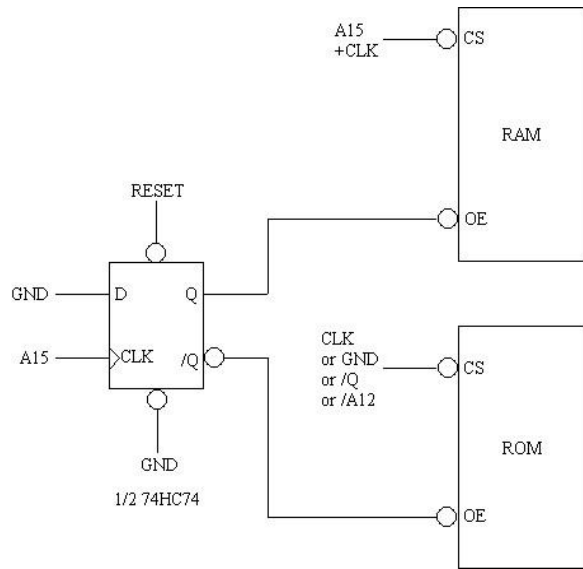 A15
+CLK
CS
RAM
RESET
OE
GND
D
Q
A15
CLK
/Q
CLK
or GND
or /Q
or /A12
CS
ROM
GND
1/2 74HC74
OE